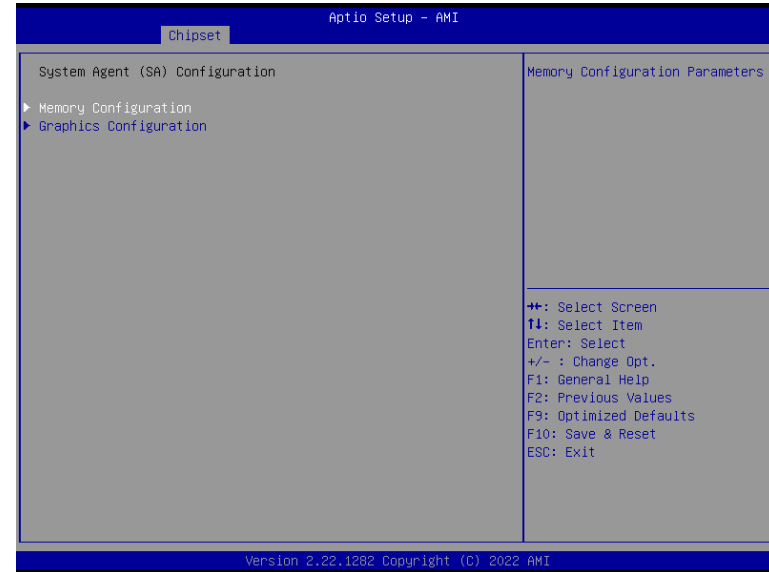 Aptio Setup – AMI
Chipset
System Agent (SA) Configuration
▶ Memory Configuration
▶ Graphics Configuration
Memory Configuration Parameters
→←: Select Screen
↑↓: Select Item
Enter: Select
+/- : Change Opt.
F1: General Help
F2: Previous Values
F9: Optimized Defaults
F10: Save & Reset
ESC: Exit
Version 2.22.1282 Copyright (C) 2022 AMI